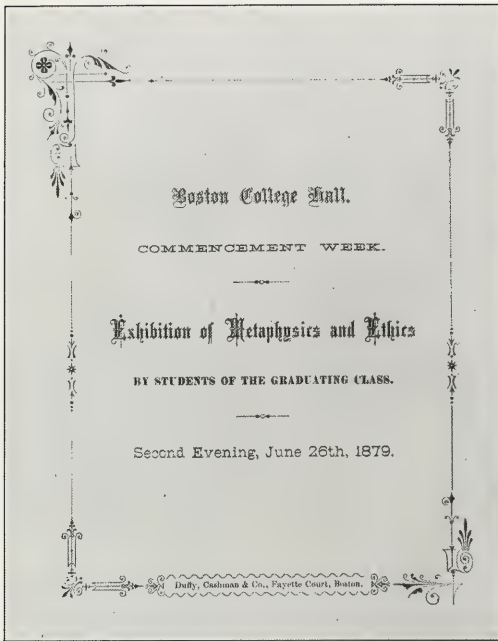 Boston College Hall.
COMMENCEMENT WEEK.
Exhibition of Metaphysics and Ethics
BY STUDENTS OF THE GRADUATING CLASS.
Second Evening, June 26th, 1879.
Duffy, Cashman & Co., Fayette Court, Boston.